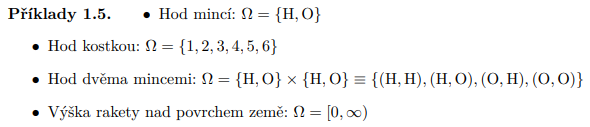 Příklady 1.5. • Hod mincí: Ω = {H, O}
• Hod kostkou: Ω = {1, 2, 3, 4, 5, 6}
• Hod dvěma mincemi: Ω = {H, O} × {H, O} ≡ {(H, H), (H, O), (O, H), (O, O)}
• Výška rakety nad povrchem země: Ω = [0, ∞)